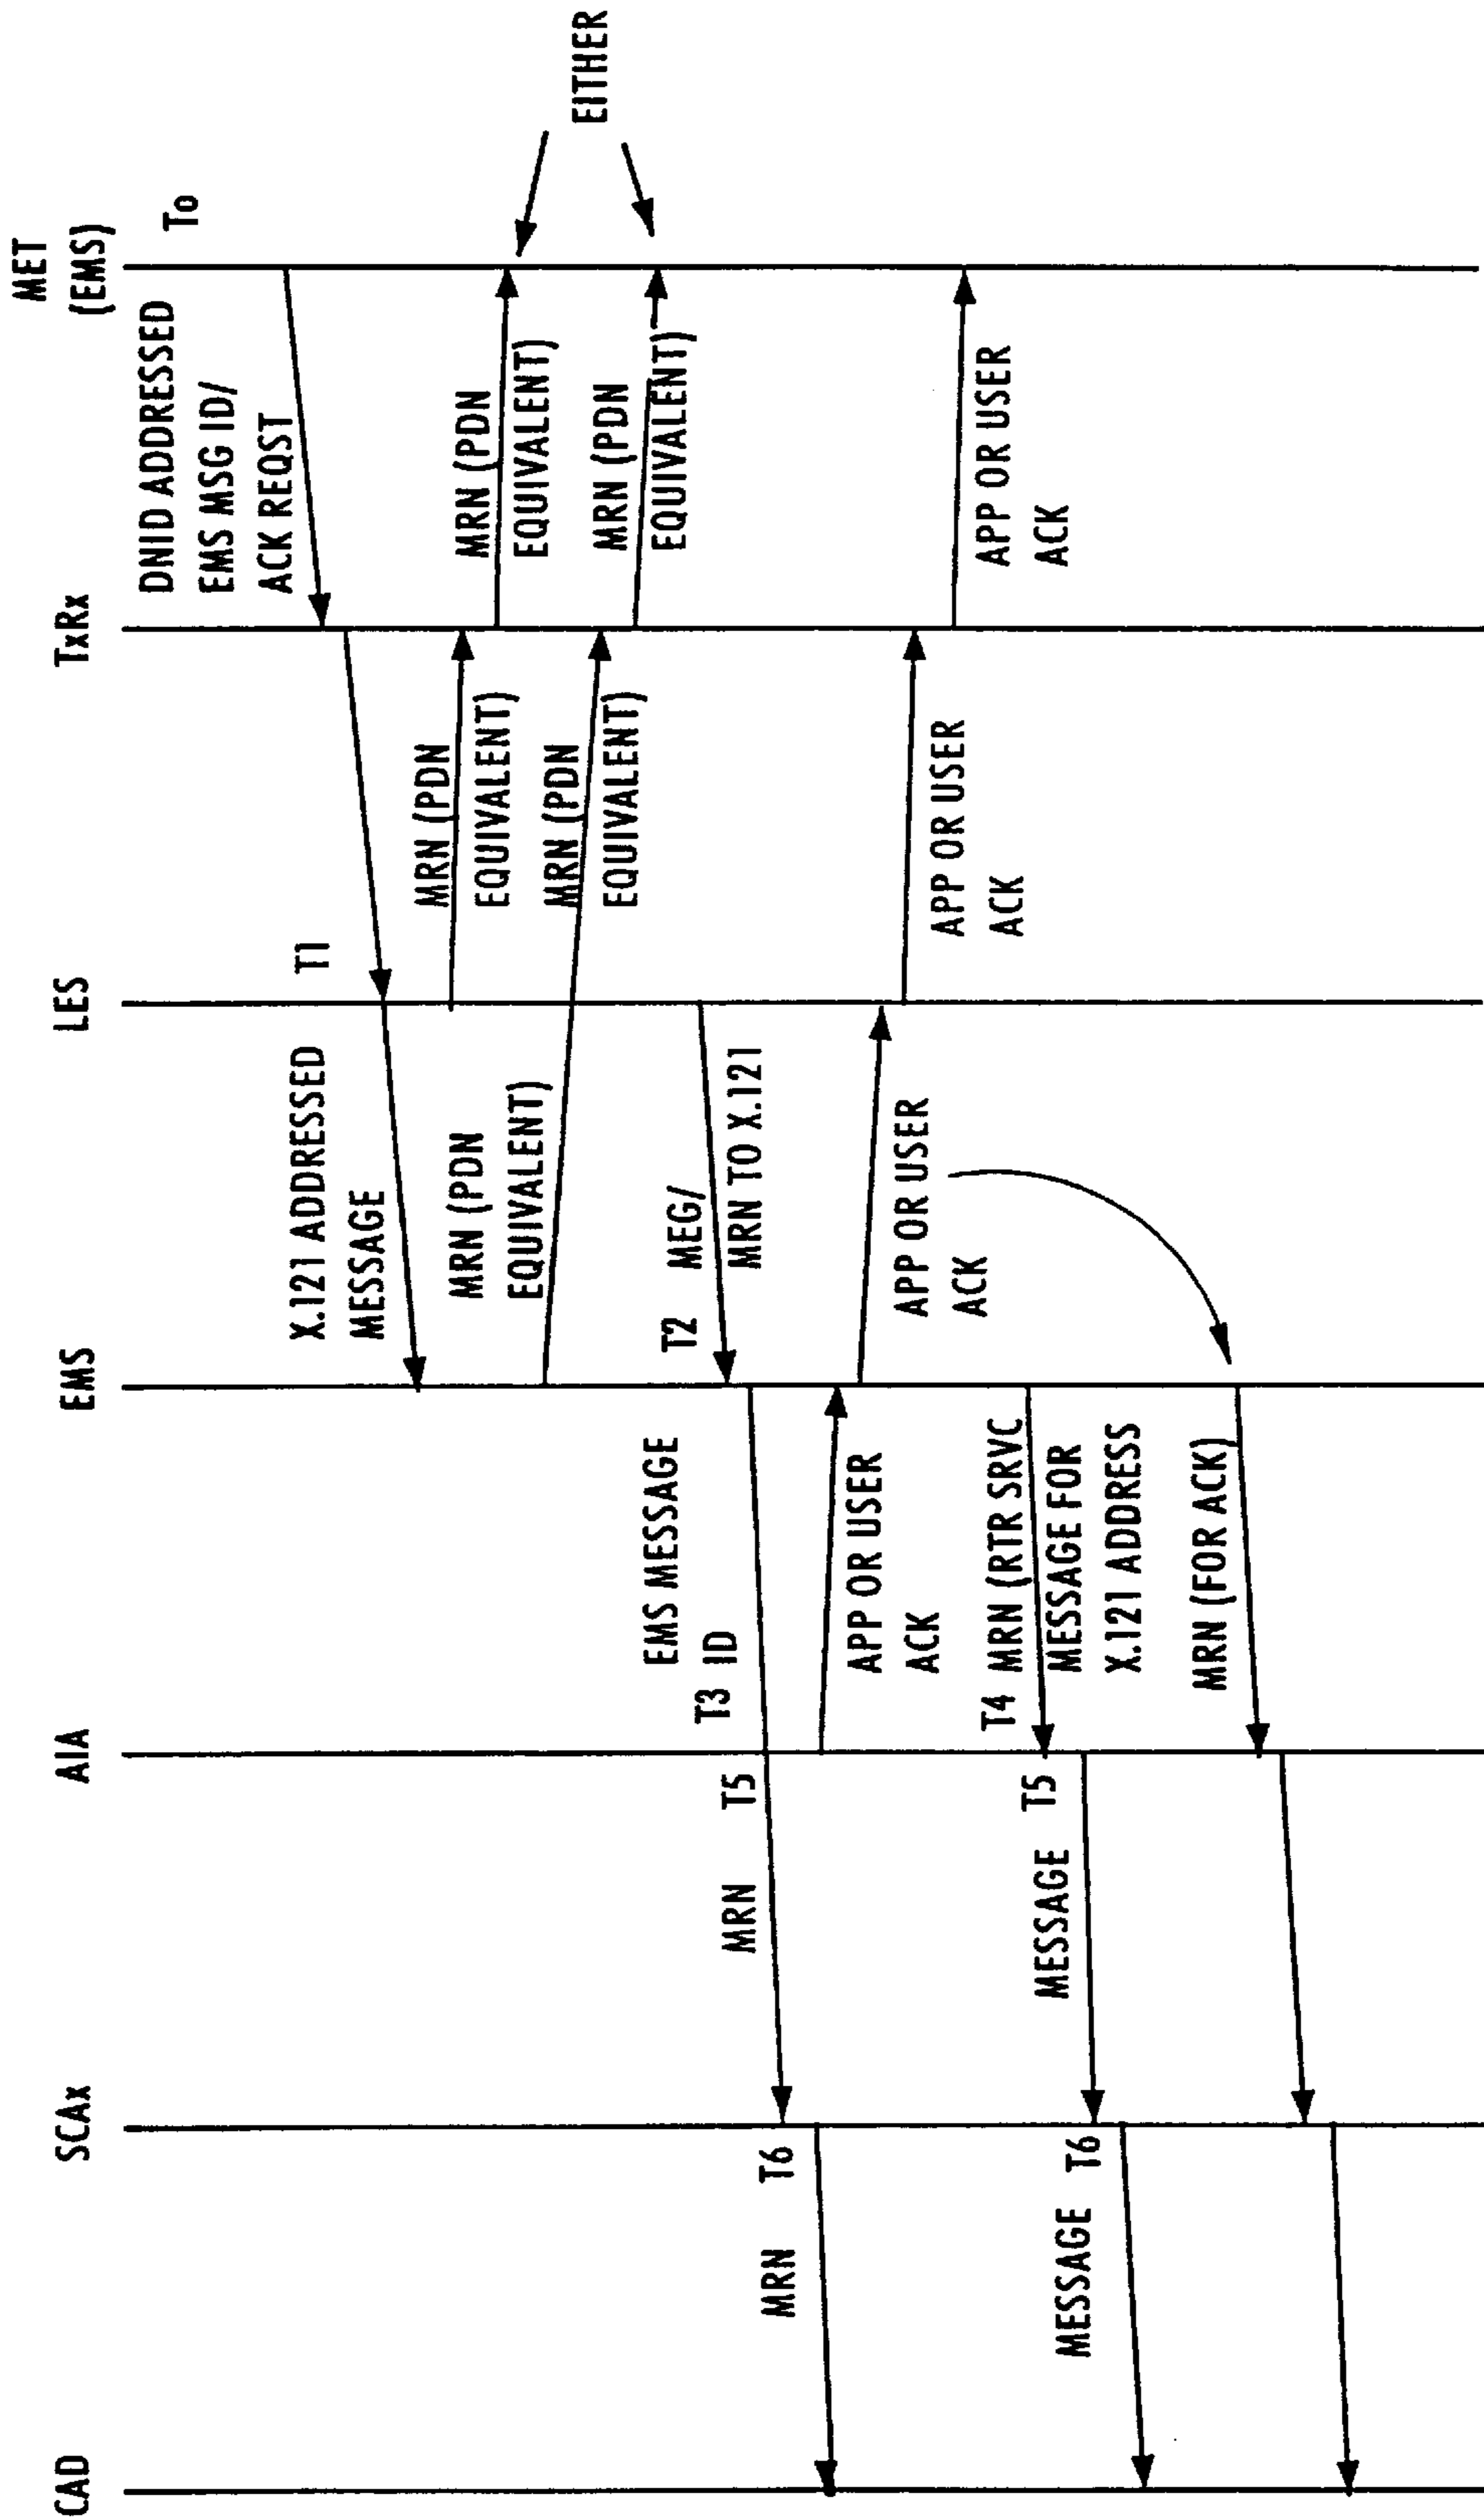 CAD
SCAx
AIA
EMS
LES
TxRx
MET
(EMS)
To
DNID ADDRESSED
EMS MSG ID/
ACK REQST
T1
X.121 ADDRESSED
MESSAGE
MRN (PDN
EQUIVALENT)
MRN (PDN
EQUIVALENT)
EITHER
MRN (PDN
EQUIVALENT)
MRN (PDN
EQUIVALENT)
MRN (PDN
EQUIVALENT)
T2
MEG/
MRN TO X.121
EMS MESSAGE
T3 ID
MRN T5
MRN T6
APP OR USER
ACK
APP OR USER
ACK
APP OR USER
ACK
APP OR USER
ACK
T4 MRN (RTR SRVC
MESSAGE FOR
X.121 ADDRESS
MESSAGE T5
MESSAGE T6
MRN (FOR ACK)